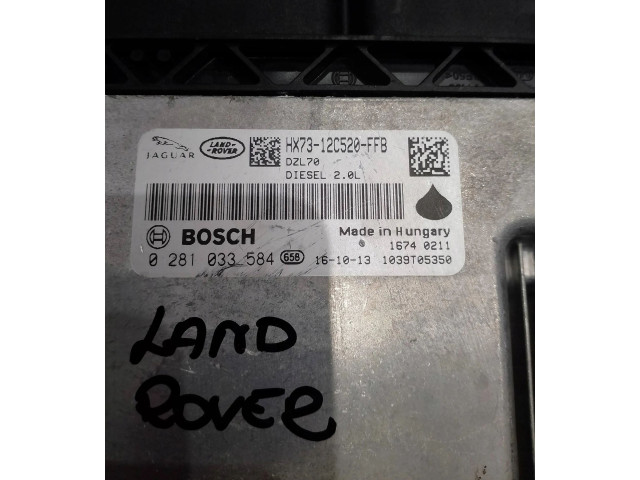 JAGUAR
LAND-
ROVER
HX73-12C520-FFB
DZL70
DIESEL 2.0L
BOSCH
Made in Hungary
1674 0211
0 281 033 584 658 16-10-13 1039T05350
LAND
ROVER